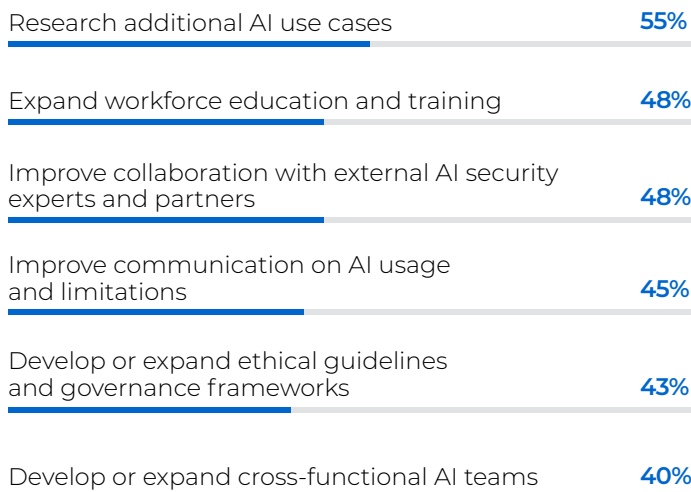 Research additional AI use cases 55%
Expand workforce education and training 48%
Improve collaboration with external AI security
experts and partners 48%
Improve communication on AI usage
and limitations 45%
Develop or expand ethical guidelines
and governance frameworks 43%
Develop or expand cross-functional AI teams 40%